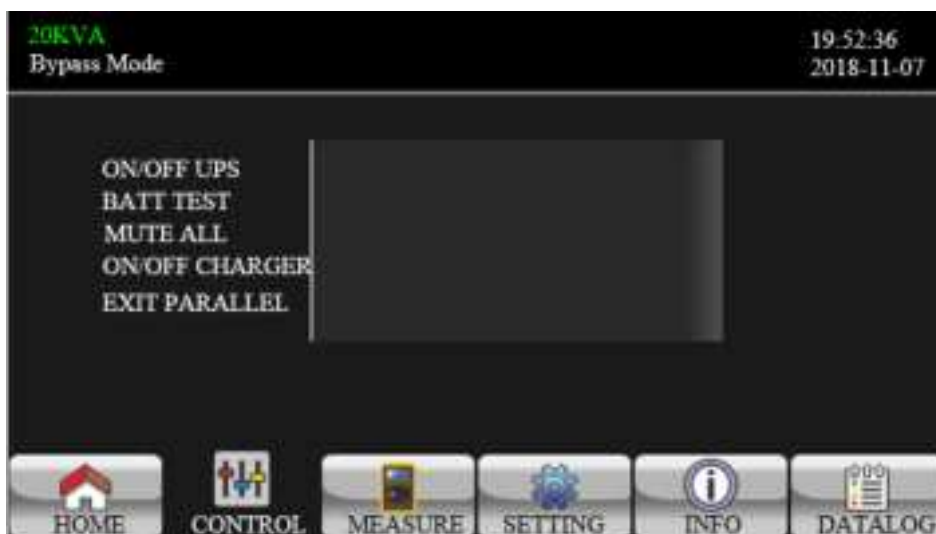 20KVA
Bypass Mode
19:52:36
2018-11-07
ON/OFF UPS
BATT TEST
MUTE ALL
ON/OFF CHARGER
EXIT PARALLEL
HOME
CONTROL
MEASURE
SETTING
INFO
DATALOG